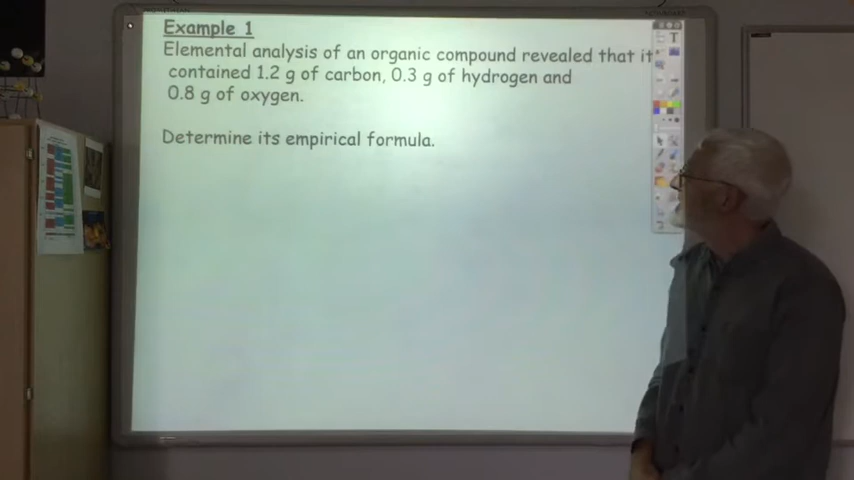 Example 1
Elemental analysis of an organic compound revealed that it
contained 1.2 g of carbon, 0.3 g of hydrogen and
0.8 g of oxygen.
Determine its empirical formula.
T